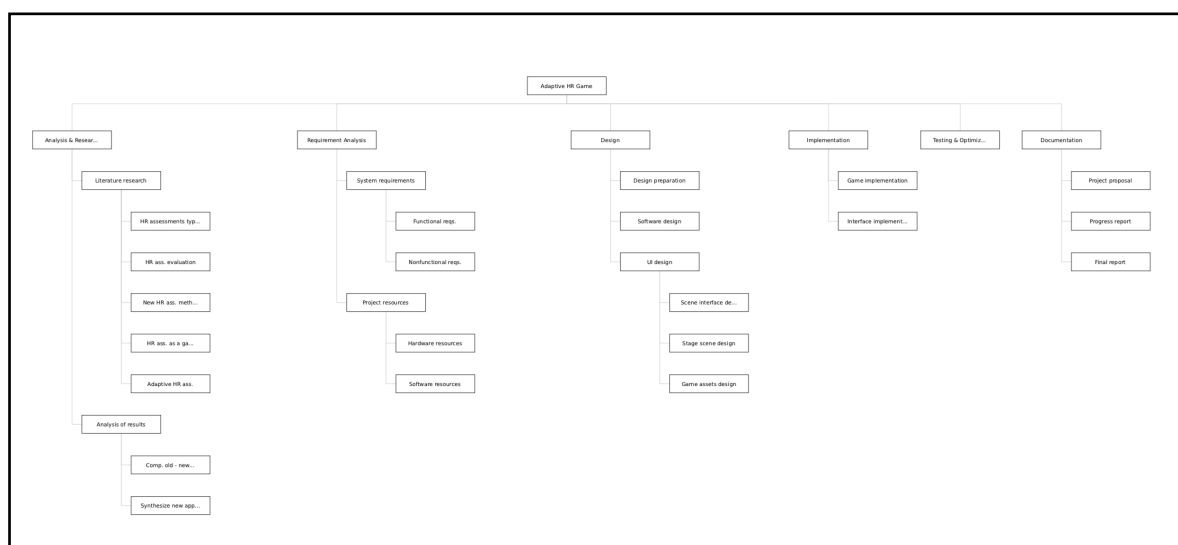 Adaptive HR Game
Analysis & Resear...
Requirement Analysis
Design
Implementation
Testing & Optimiz...
Documentation
Literature research
HR assessments typ...
HR ass. evaluation
New HR ass. meth...
HR ass. as a ga...
Adaptive HR ass.
Analysis of results
Comp. old - new...
Synthesize new app...
System requirements
Functional reqs.
Nonfunctional reqs.
Project resources
Hardware resources
Software resources
Design preparation
Software design
UI design
Scene interface de...
Stage scene design
Game assets design
Game implementation
Interface implement...
Project proposal
Progress report
Final report